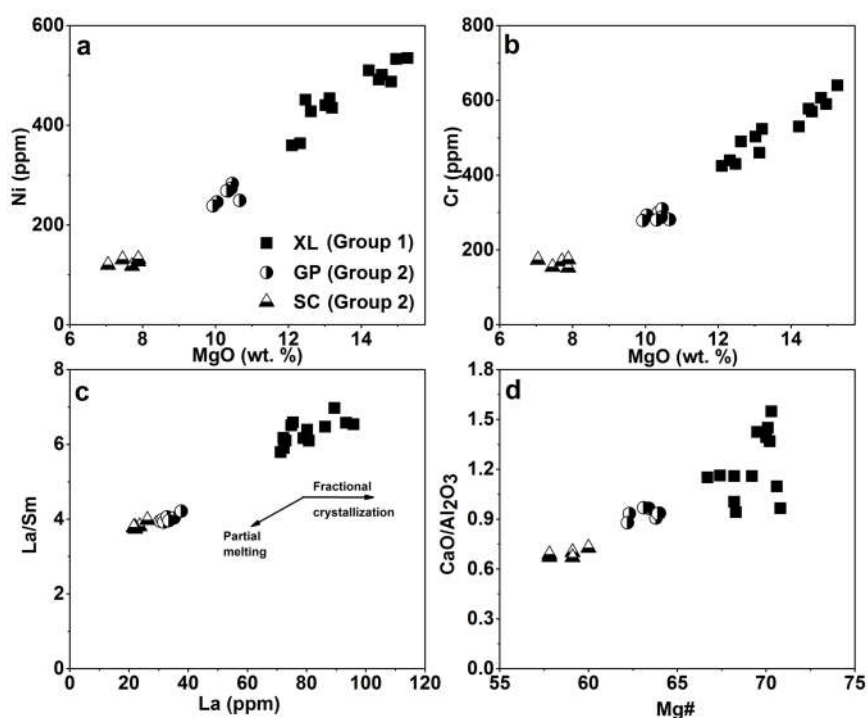 a
600
400
200
0
Ni (ppm)
6
8
10
12
14
MgO (wt. %)
XL (Group 1)
GP (Group 2)
SC (Group 2)
b
800
600
400
200
0
Cr (ppm)
6
8
10
12
14
MgO (wt. %)
c
8
6
4
2
0
La/Sm
Fractional
crystallization
Partial
melting
0
20
40
60
80
100
120
La (ppm)
d
1.8
1.5
1.2
0.9
0.6
0.3
0.0
CaO/Al2O3
55
60
65
70
75
Mg#